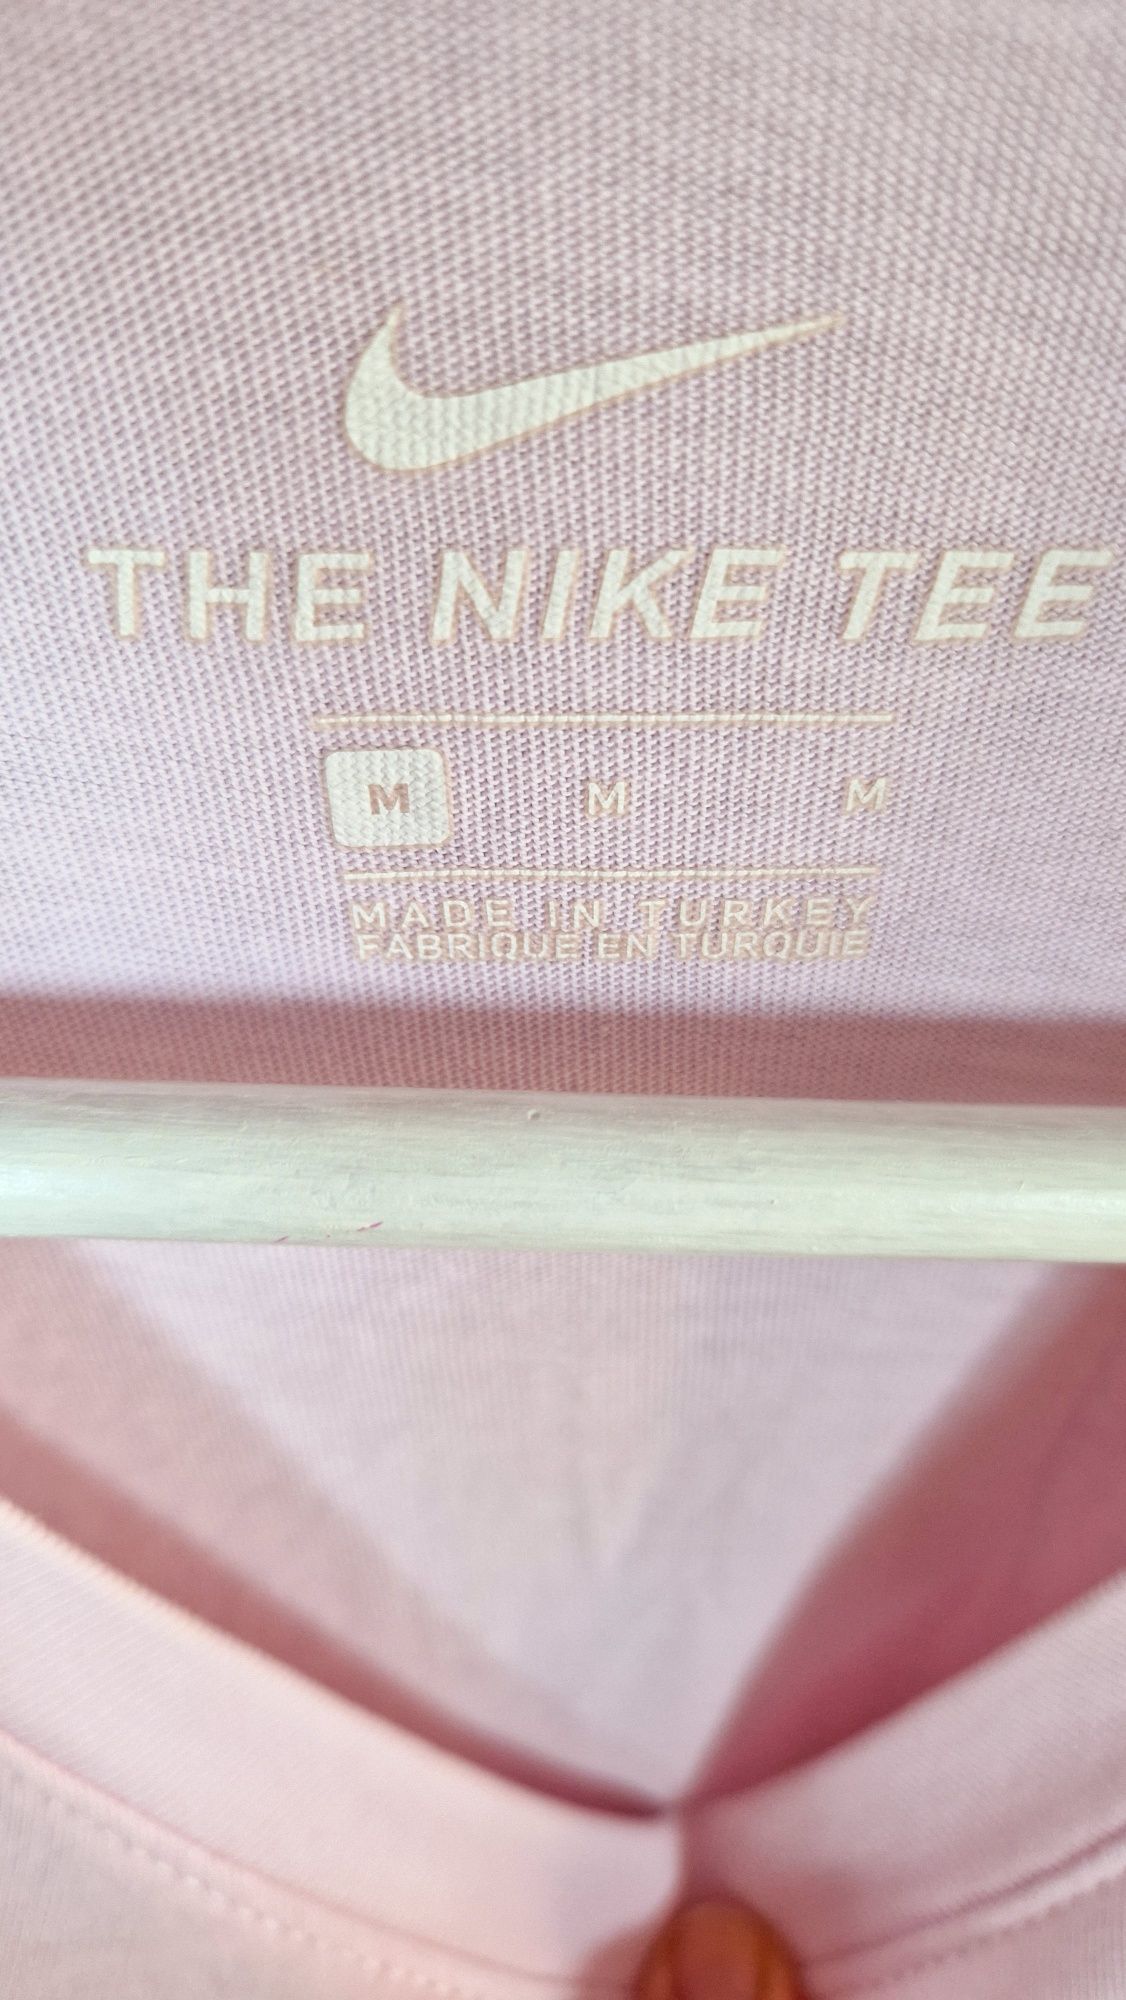 THE NIKE TEE
M M M
MADE IN TURKEY
FABRIQUE EN TURQUIE